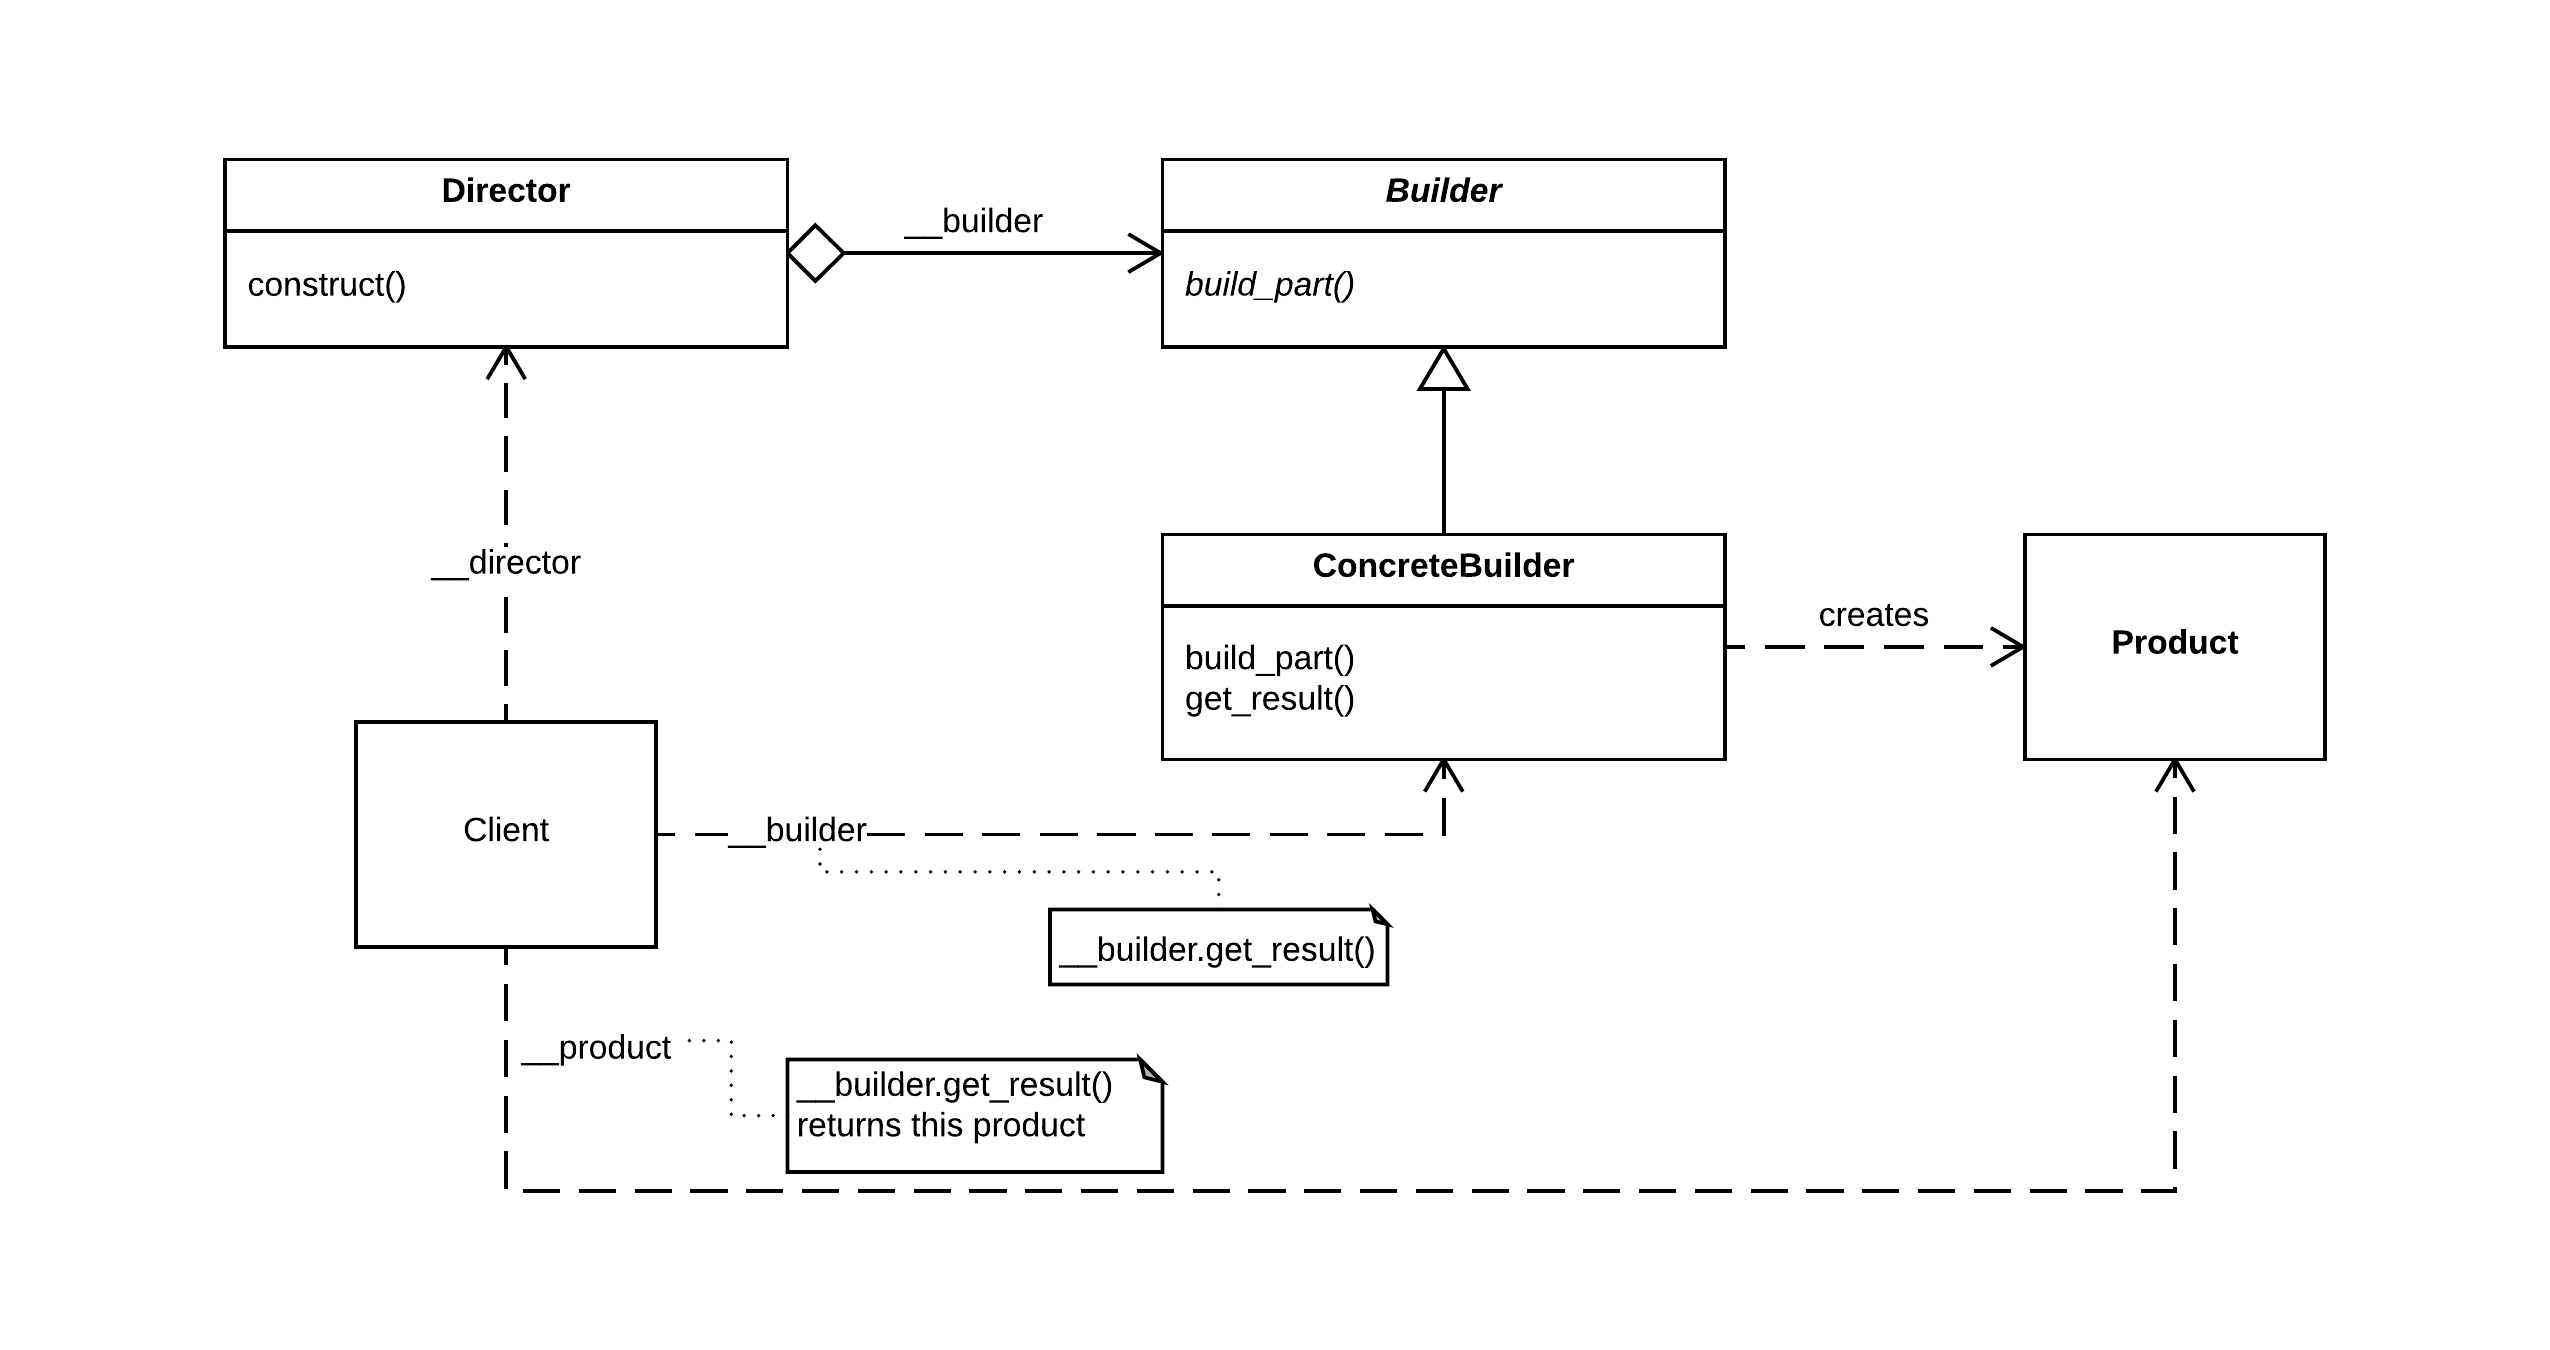 Director
construct()
__builder
Builder
build_part()
__director
ConcreteBuilder
build_part()
get_result()
creates
Product
Client
__builder
__builder.get_result()
__product
__builder.get_result()
returns this product